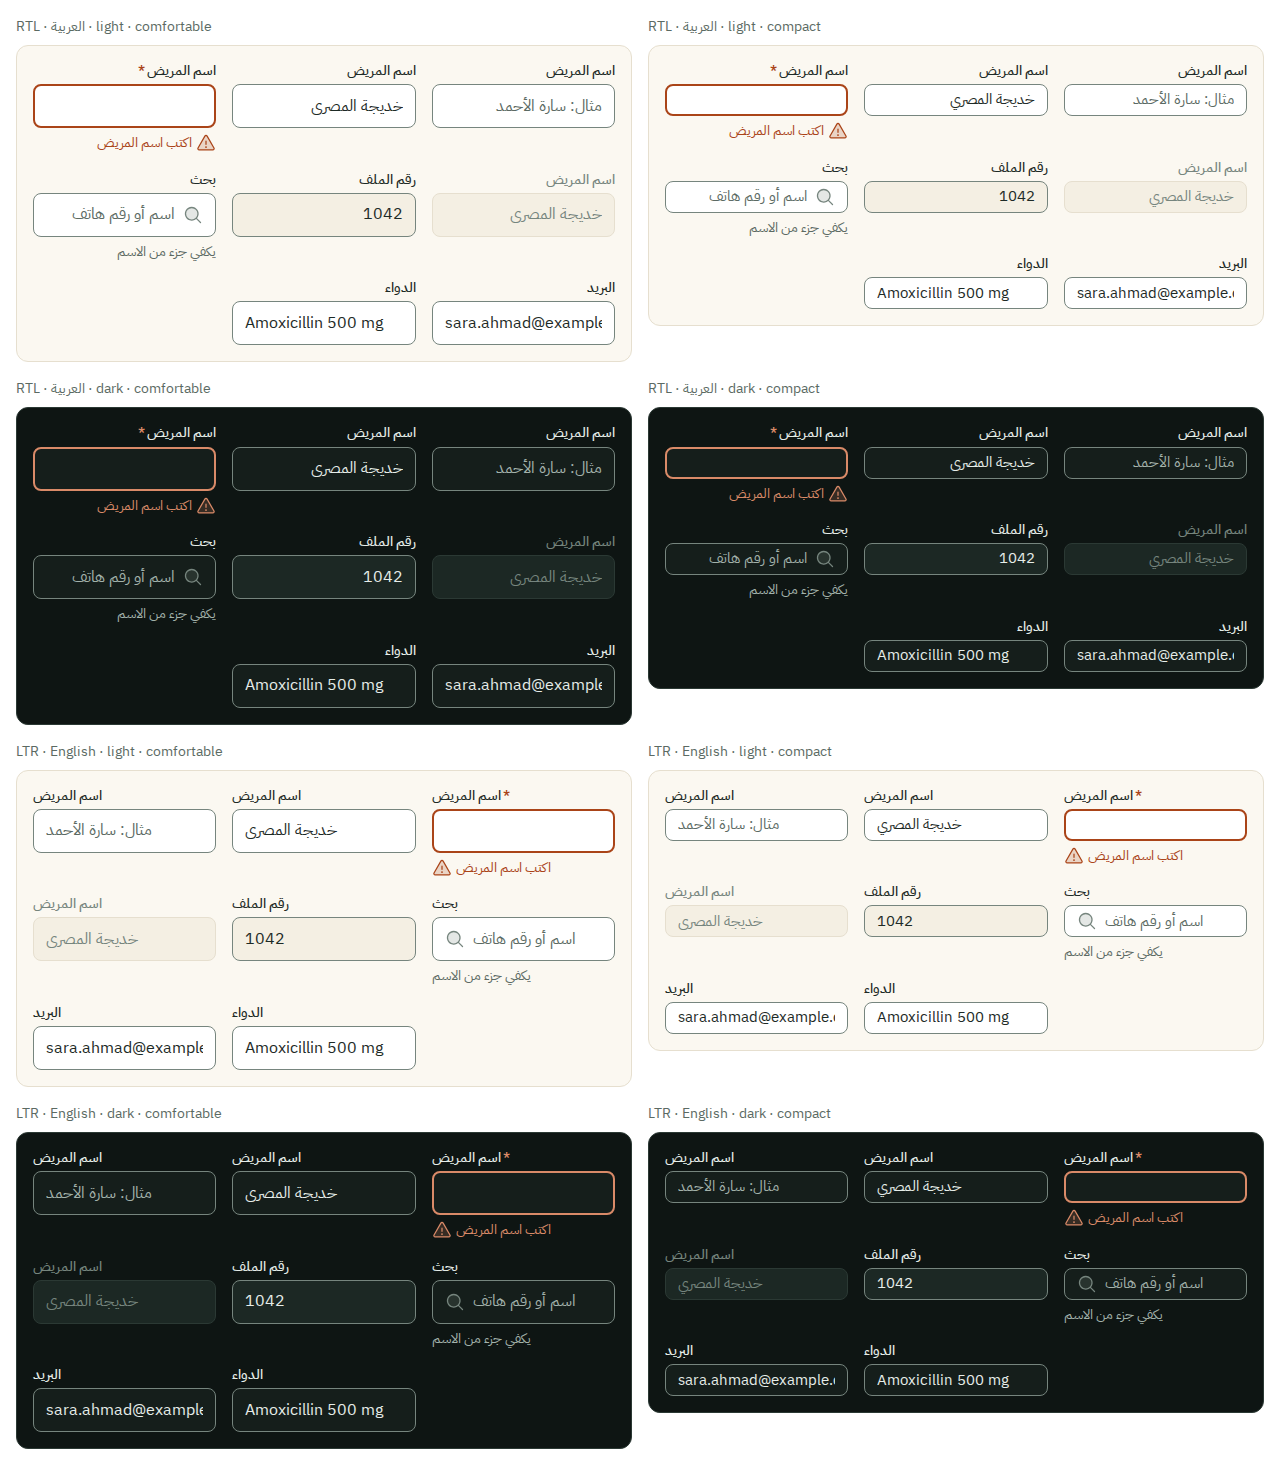 RTL · العربية · light · comfortable
اسم المريض
اسم المريض
اسم المريض *
مثال: سارة الأحمد
خديجة المصري
اكتب اسم المريض
اسم المريض
رقم الملف
بحث
خديجة المصري
1042
اسم أو رقم هاتف
يكفي جزء من الاسم
البريد
الدواء
sara.ahmad@example
Amoxicillin 500 mg
RTL · العربية · light · compact
اسم المريض
اسم المريض
اسم المريض *
مثال: سارة الأحمد
خديجة المصري
اكتب اسم المريض
اسم المريض
رقم الملف
بحث
خديجة المصري
1042
اسم أو رقم هاتف
يكفي جزء من الاسم
البريد
الدواء
sara.ahmad@example.
Amoxicillin 500 mg
RTL · العربية · dark · comfortable
اسم المريض
اسم المريض
اسم المريض *
مثال: سارة الأحمد
خديجة المصري
اكتب اسم المريض
اسم المريض
رقم الملف
بحث
خديجة المصري
1042
اسم أو رقم هاتف
يكفي جزء من الاسم
البريد
الدواء
sara.ahmad@example
Amoxicillin 500 mg
RTL · العربية · dark · compact
اسم المريض
اسم المريض
اسم المريض *
مثال: سارة الأحمد
خديجة المصري
اكتب اسم المريض
اسم المريض
رقم الملف
بحث
خديجة المصري
1042
اسم أو رقم هاتف
يكفي جزء من الاسم
البريد
الدواء
sara.ahmad@example.
Amoxicillin 500 mg
LTR · English · light · comfortable
اسم المريض
اسم المريض
اسم المريض *
مثال: سارة الأحمد
خديجة المصري
اكتب اسم المريض
اسم المريض
رقم الملف
بحث
خديجة المصري
1042
اسم أو رقم هاتف
يكفي جزء من الاسم
البريد
الدواء
sara.ahmad@example
Amoxicillin 500 mg
LTR · English · light · compact
اسم المريض
اسم المريض
اسم المريض *
مثال: سارة الأحمد
خديجة المصري
اكتب اسم المريض
اسم المريض
رقم الملف
بحث
خديجة المصري
1042
اسم أو رقم هاتف
يكفي جزء من الاسم
البريد
الدواء
sara.ahmad@example.
Amoxicillin 500 mg
LTR · English · dark · comfortable
اسم المريض
اسم المريض
اسم المريض *
مثال: سارة الأحمد
خديجة المصري
اكتب اسم المريض
اسم المريض
رقم الملف
بحث
خديجة المصري
1042
اسم أو رقم هاتف
يكفي جزء من الاسم
البريد
الدواء
sara.ahmad@example
Amoxicillin 500 mg
LTR · English · dark · compact
اسم المريض
اسم المريض
اسم المريض *
مثال: سارة الأحمد
خديجة المصري
اكتب اسم المريض
اسم المريض
رقم الملف
بحث
خديجة المصري
1042
اسم أو رقم هاتف
يكفي جزء من الاسم
البريد
الدواء
sara.ahmad@example.
Amoxicillin 500 mg